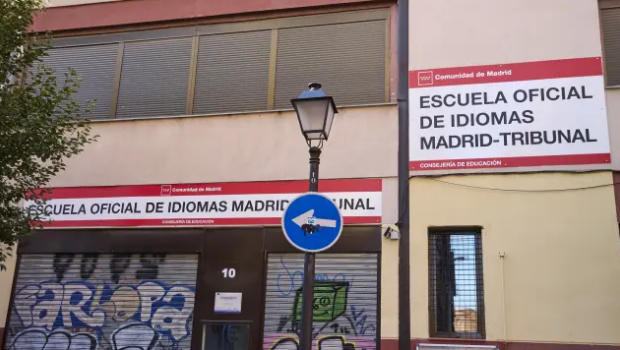 Comunidad de Madrid
ESCUELA OFICIAL
DE IDIOMAS
MADRID-TRIBUNAL
CONSEJERÍA DE EDUCACIÓN
Comunidad de Madrid
ESCUELA OFICIAL DE IDIOMAS MADRID-TRIBUNAL
CONSEJERÍA DE EDUCACIÓN
10